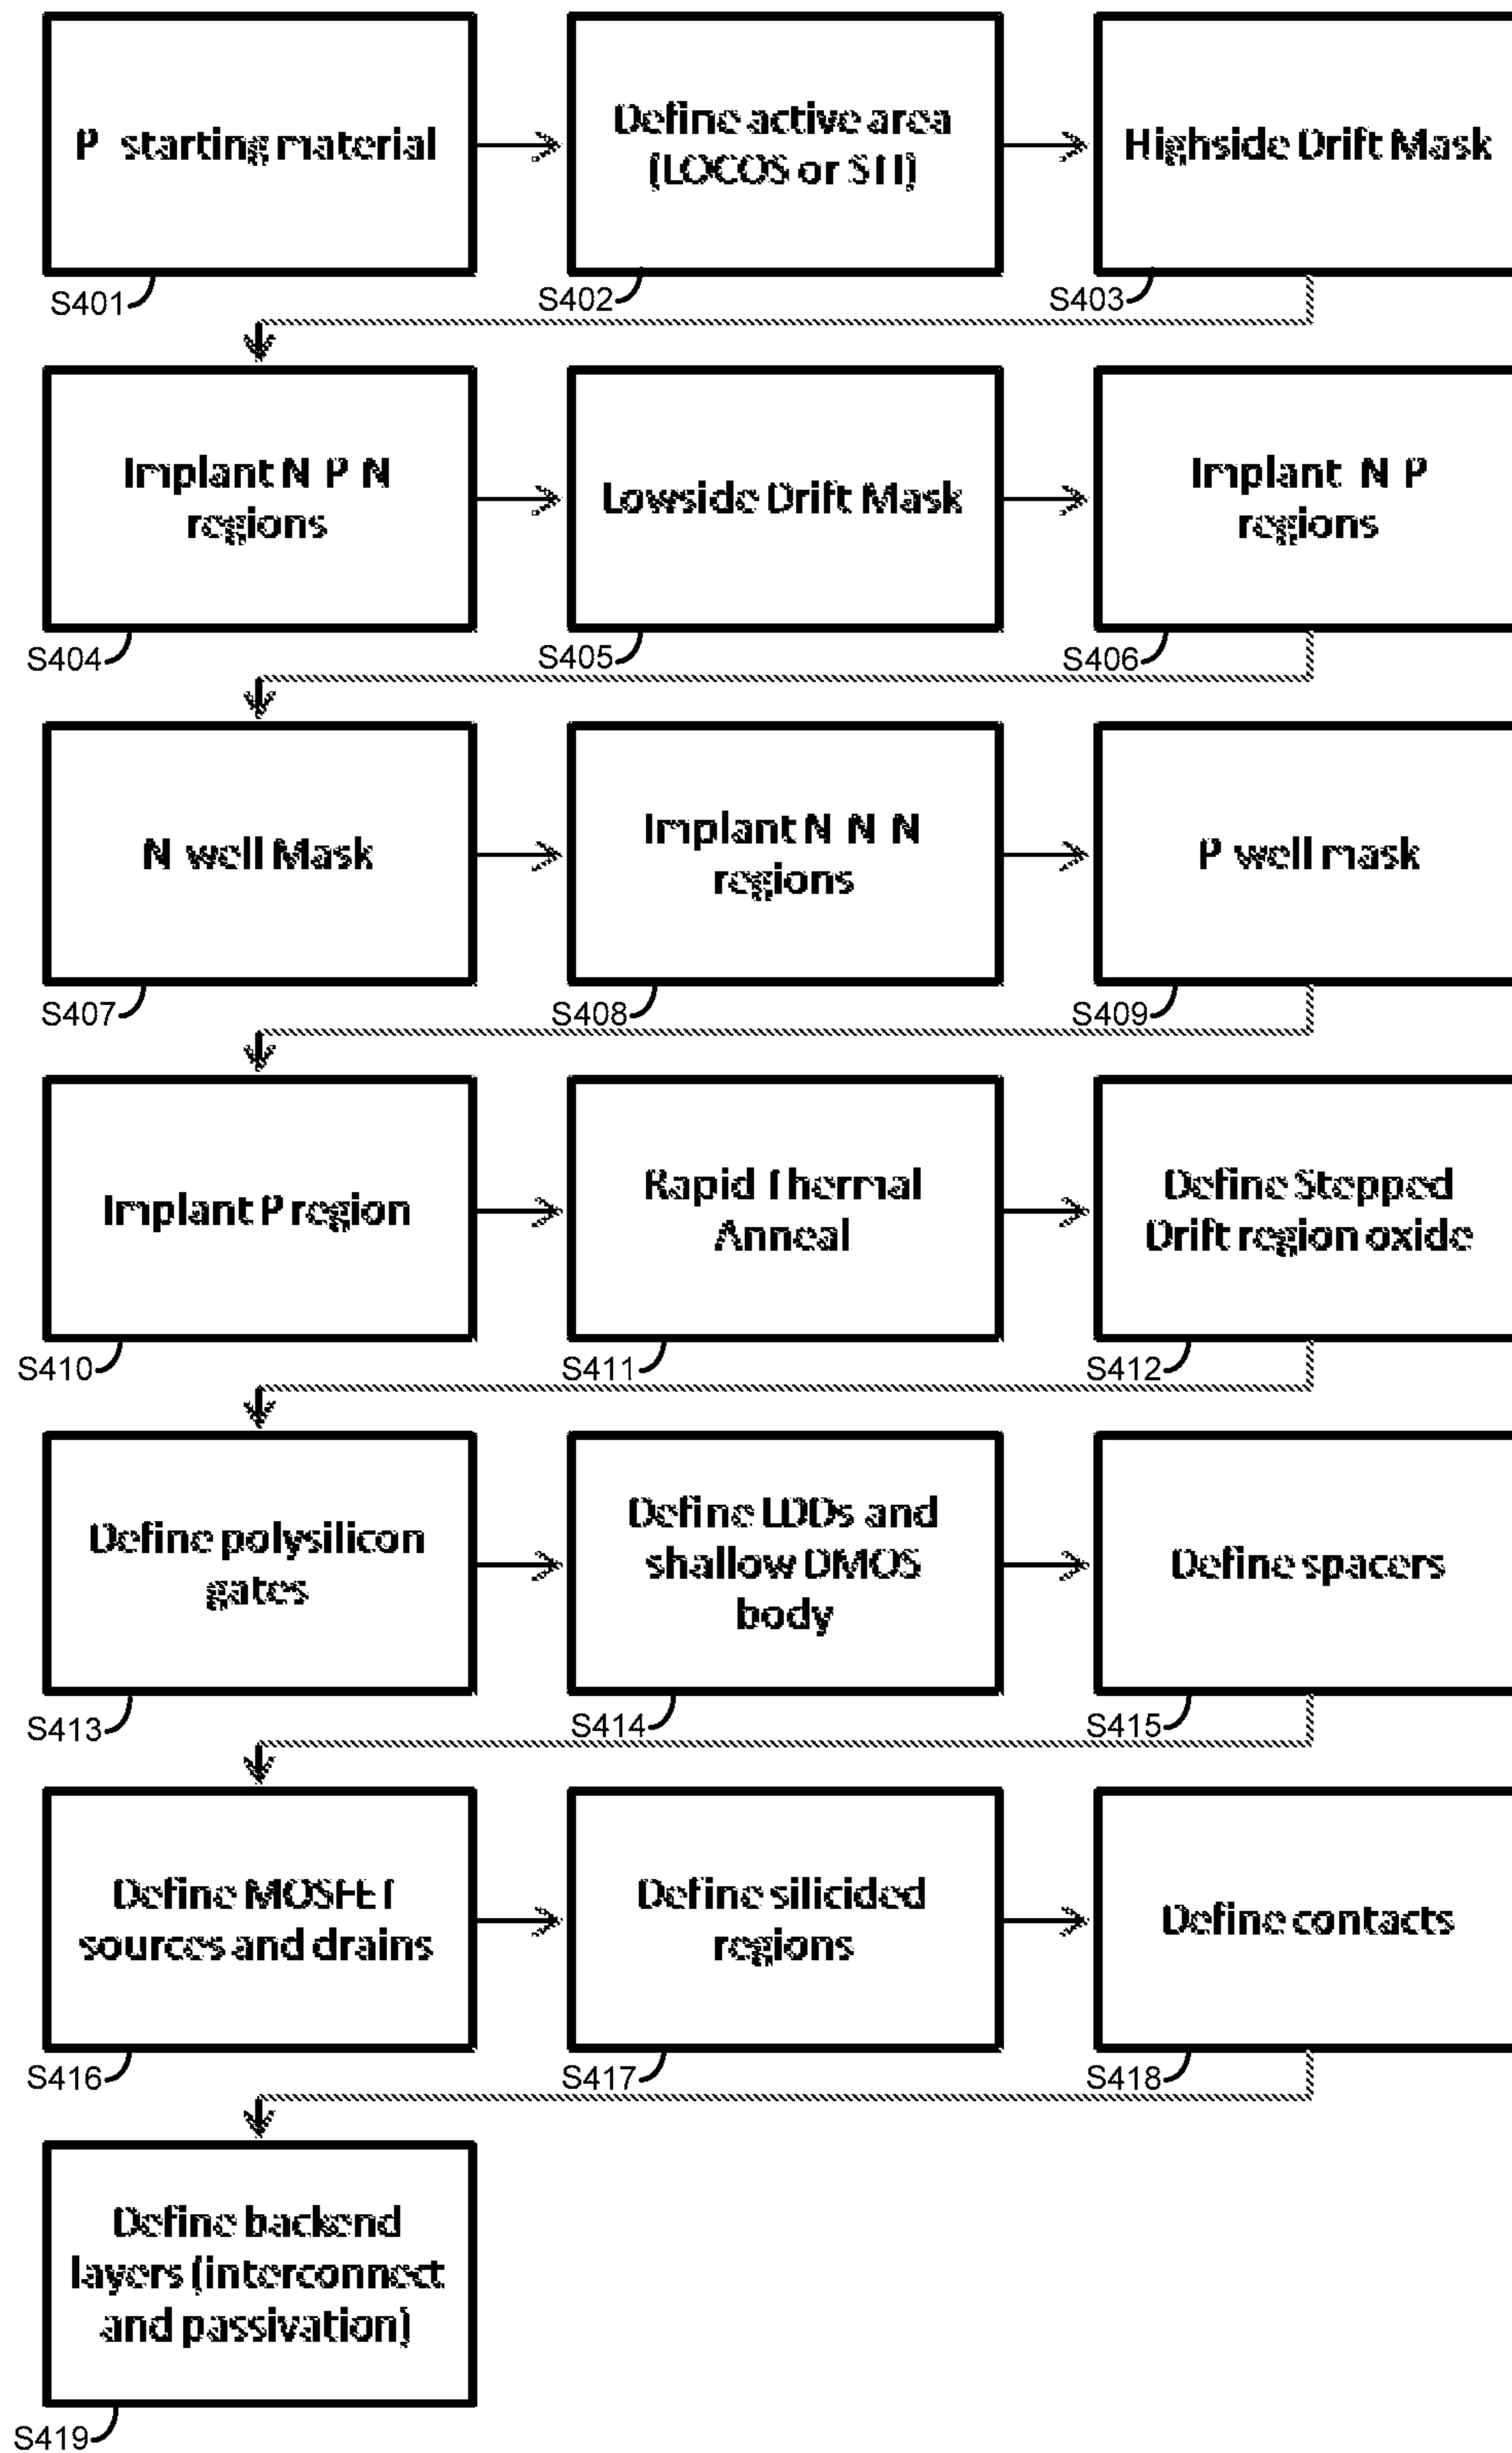 P starting material
Define active area
(LOCOS or STI)
Highside Drift Mask
S401
S402
S403
Implant N P N
regions
Lowside Drift Mask
Implant N P
regions
S404
S405
S406
N well Mask
Implant N N N
regions
P well mask
S407
S408
S409
Implant P region
Rapid Thermal
Anneal
Define Stepped
Drift region oxide
S410
S411
S412
Define polysilicon
gates
Define LDDs and
shallow DMOS
body
Define spacers
S413
S414
S415
Define MOSFET
sources and drains
Define silicided
regions
Define contacts
S416
S417
S418
Define backend
layers (interconnect
and passivation)
S419